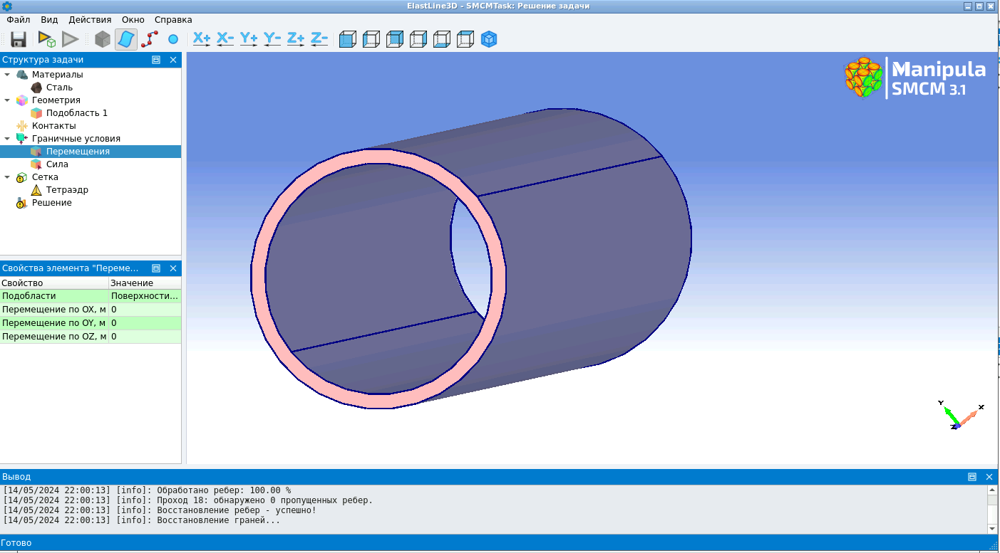 ElastLine3D - SMCMTask: Решение задачи
Файл Вид Действия Окно Справка
X+ X- Y+ Y- Z+ Z-
Структура задачи
Материалы
Сталь
Геометрия
Подобласть 1
Контакты
Граничные условия
Перемещения
Сила
Сетка
Тетраэдр
Решение
Свойства элемента "Переме...
Свойство Значение
Подобласти Поверхности...
Перемещение по OX, м 0
Перемещение по OY, м 0
Перемещение по OZ, м 0
Manipula
SMCM 3.1
Y
X
Z
Вывод
[14/05/2024 22:00:13] [info]: Обработано ребер: 100.00 %
[14/05/2024 22:00:13] [info]: Проход 18: обнаружено 0 пропущенных ребер.
[14/05/2024 22:00:13] [info]: Восстановление ребер - успешно!
[14/05/2024 22:00:13] [info]: Восстановление граней...
Готово